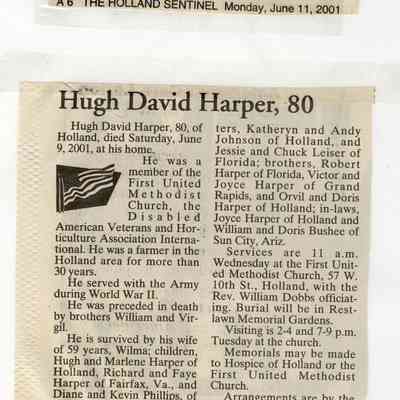 A 6 THE HOLLAND SENTINEL Monday, June 11, 2001
Hugh David Harper, 80
Hugh David Harper, 80, of
Holland, died Saturday, June
9, 2001, at his home.
He was a
member of the
First United
Methodist
Church, the
Disabled
American Veterans and Hor-
ticulture Association Interna-
tional. He was a farmer in the
Holland area for more than
30 years.
He served with the Army
during World War II.
He was preceded in death
by brothers William and Vir-
gil.
He is survived by his wife
of 59 years, Wilma; children,
Hugh and Marlene Harper of
Holland, Richard and Faye
Harper of Fairfax, Va., and
Diane and Kevin Phillips, of
ters, Katheryn and Andy
Johnson of Holland, and
Jessie and Chuck Leiser of
Florida; brothers, Robert
Harper of Florida, Victor and
Joyce Harper of Grand
Rapids, and Orvil and Doris
Harper of Holland; in-laws,
Joyce Harper of Holland and
William and Doris Bushee of
Sun City, Ariz.
Services are 11 a.m.
Wednesday at the First Unit-
ed Methodist Church, 57 W.
10th St., Holland, with the
Rev. William Dobbs officiat-
ing. Burial will be in Rest-
lawn Memorial Gardens.
Visiting is 2-4 and 7-9 p.m.
Tuesday at the church.
Memorials may be made
to Hospice of Holland or the
First United Methodist
Church.
Arrangements are by the